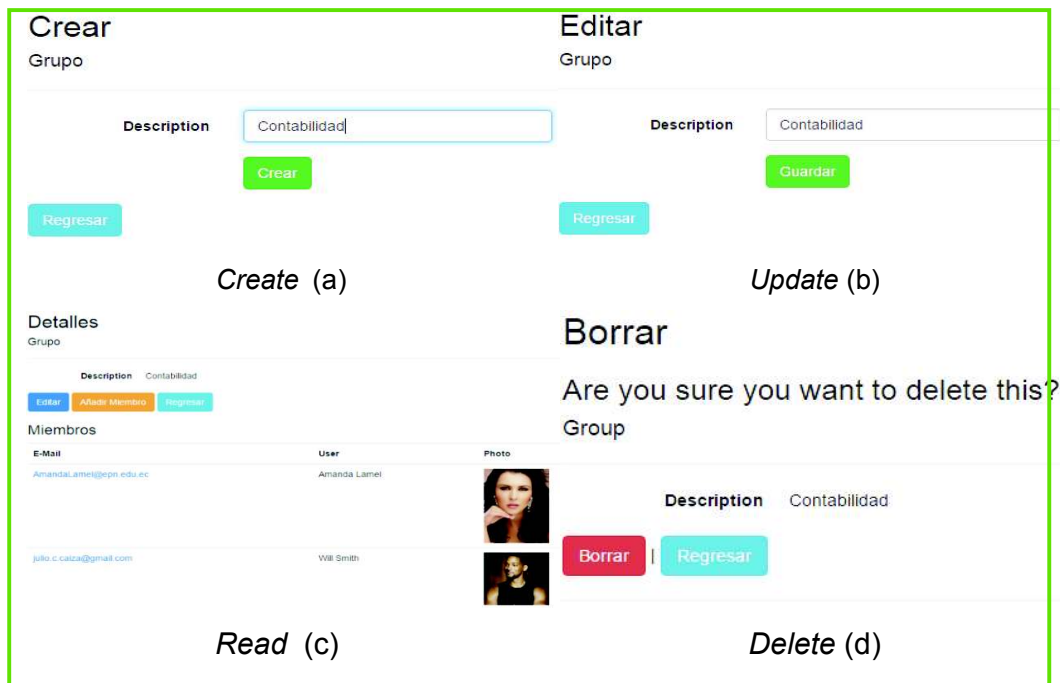 Crear
Grupo
Description Contabilidad
Crear
Regresar
Create (a)
Editar
Grupo
Description Contabilidad
Guardar
Regresar
Update (b)
Detalles
Grupo
Description Contabilidad
Editar Añadir Miembro Regresar
Miembros
E-Mail User Photo
AmandaLamel@epn.edu.ec Amanda Lamel
julio.c.caiza@gmail.com Will Smith
Read (c)
Borrar
Are you sure you want to delete this?
Group
Description Contabilidad
Borrar | Regresar
Delete (d)